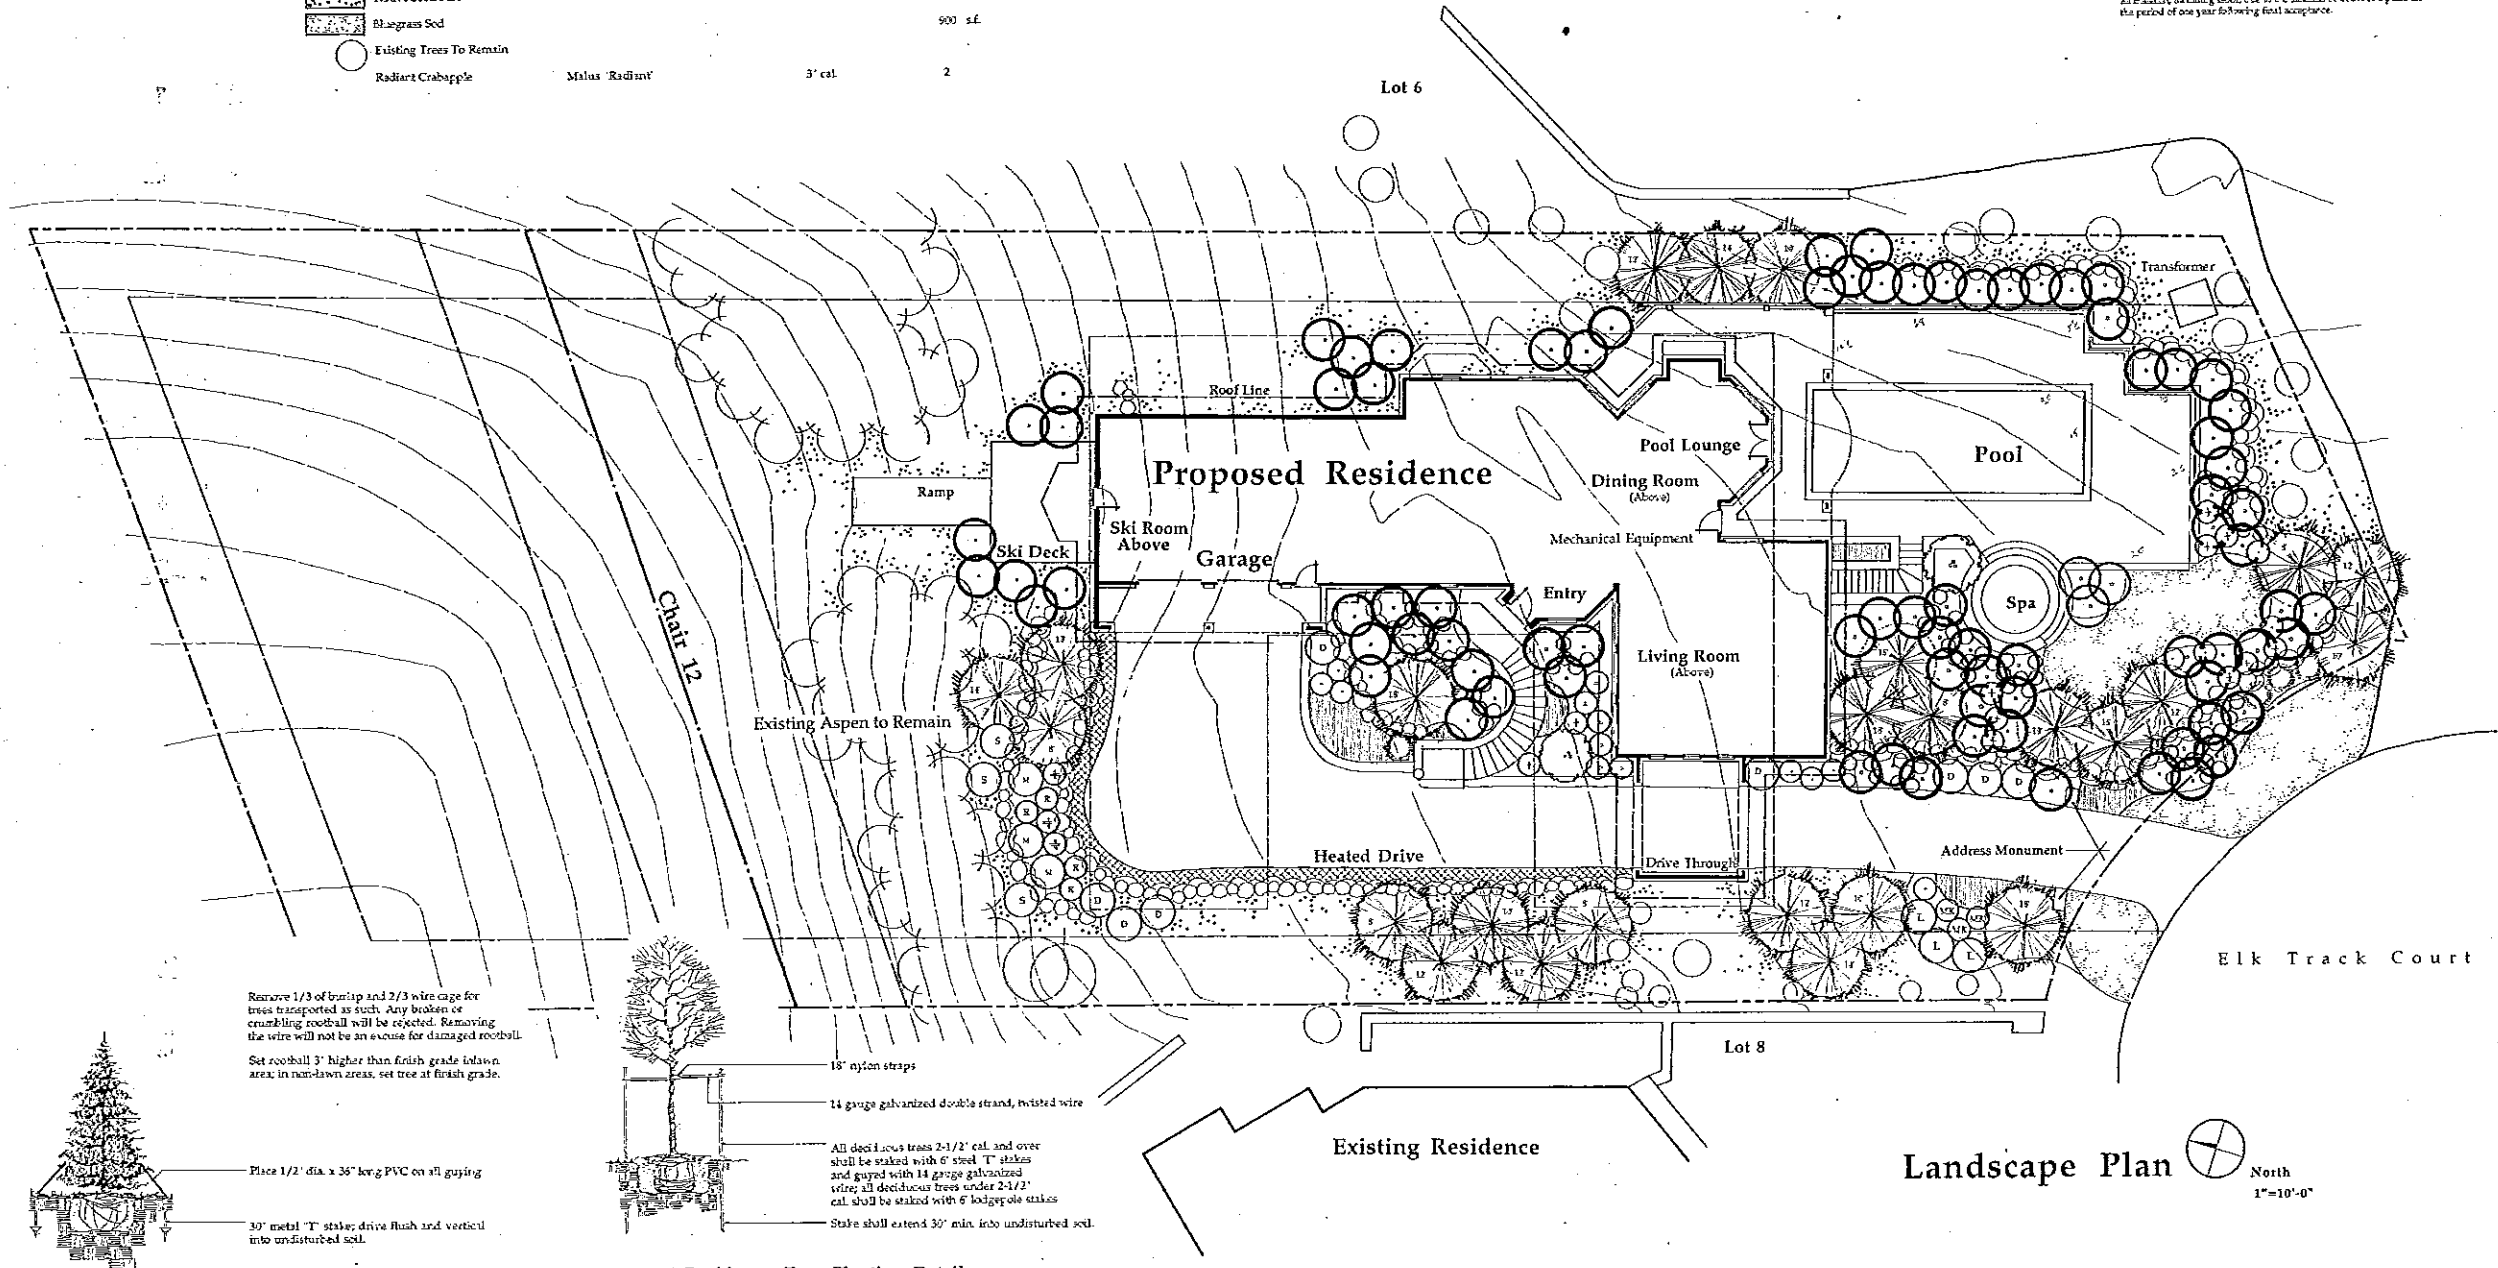 Bluegrass Sod 900 s.f.
the period of one year following final acceptance.
Existing Trees To Remain
Radiant Crabapple Malus 'Radiant' 3" cal. 2
Lot 6
Transformer
Roof Line
Pool Lounge
Pool
Proposed Residence
Dining Room
(Above)
Ramp
Ski Room
Above
Mechanical Equipment
Ski Deck
Garage
Entry
Spa
Chair 12
Living Room
(Above)
Existing Aspen to Remain
Heated Drive
Drive Through
Address Monument
Elk Track Court
Remove 1/3 of burlap and 2/3 wire cage for
trees transported as such. Any broken or
crumbling rootball will be rejected. Removing
the wire will not be an excuse for damaged rootball.
Set rootball 3" higher than finish grade inlawn
area; in non-lawn areas, set tree at finish grade.
Lot 8
18" nylon straps
14 gauge galvanized double strand, twisted wire
Existing Residence
All deciduous trees 2-1/2" cal. and over
shall be staked with 6' steel "T" stakes
and guyed with 14 gauge galvanized
wire; all deciduous trees under 2-1/2"
cal. shall be staked with 6' lodgepole stakes
Place 1/2" dia. x 36" long PVC on all guying
Landscape Plan
North
1"=10'-0"
Stake shall extend 30" min. into undisturbed soil.
30" metal "T" stake; drive flush and vertical
into undisturbed soil.